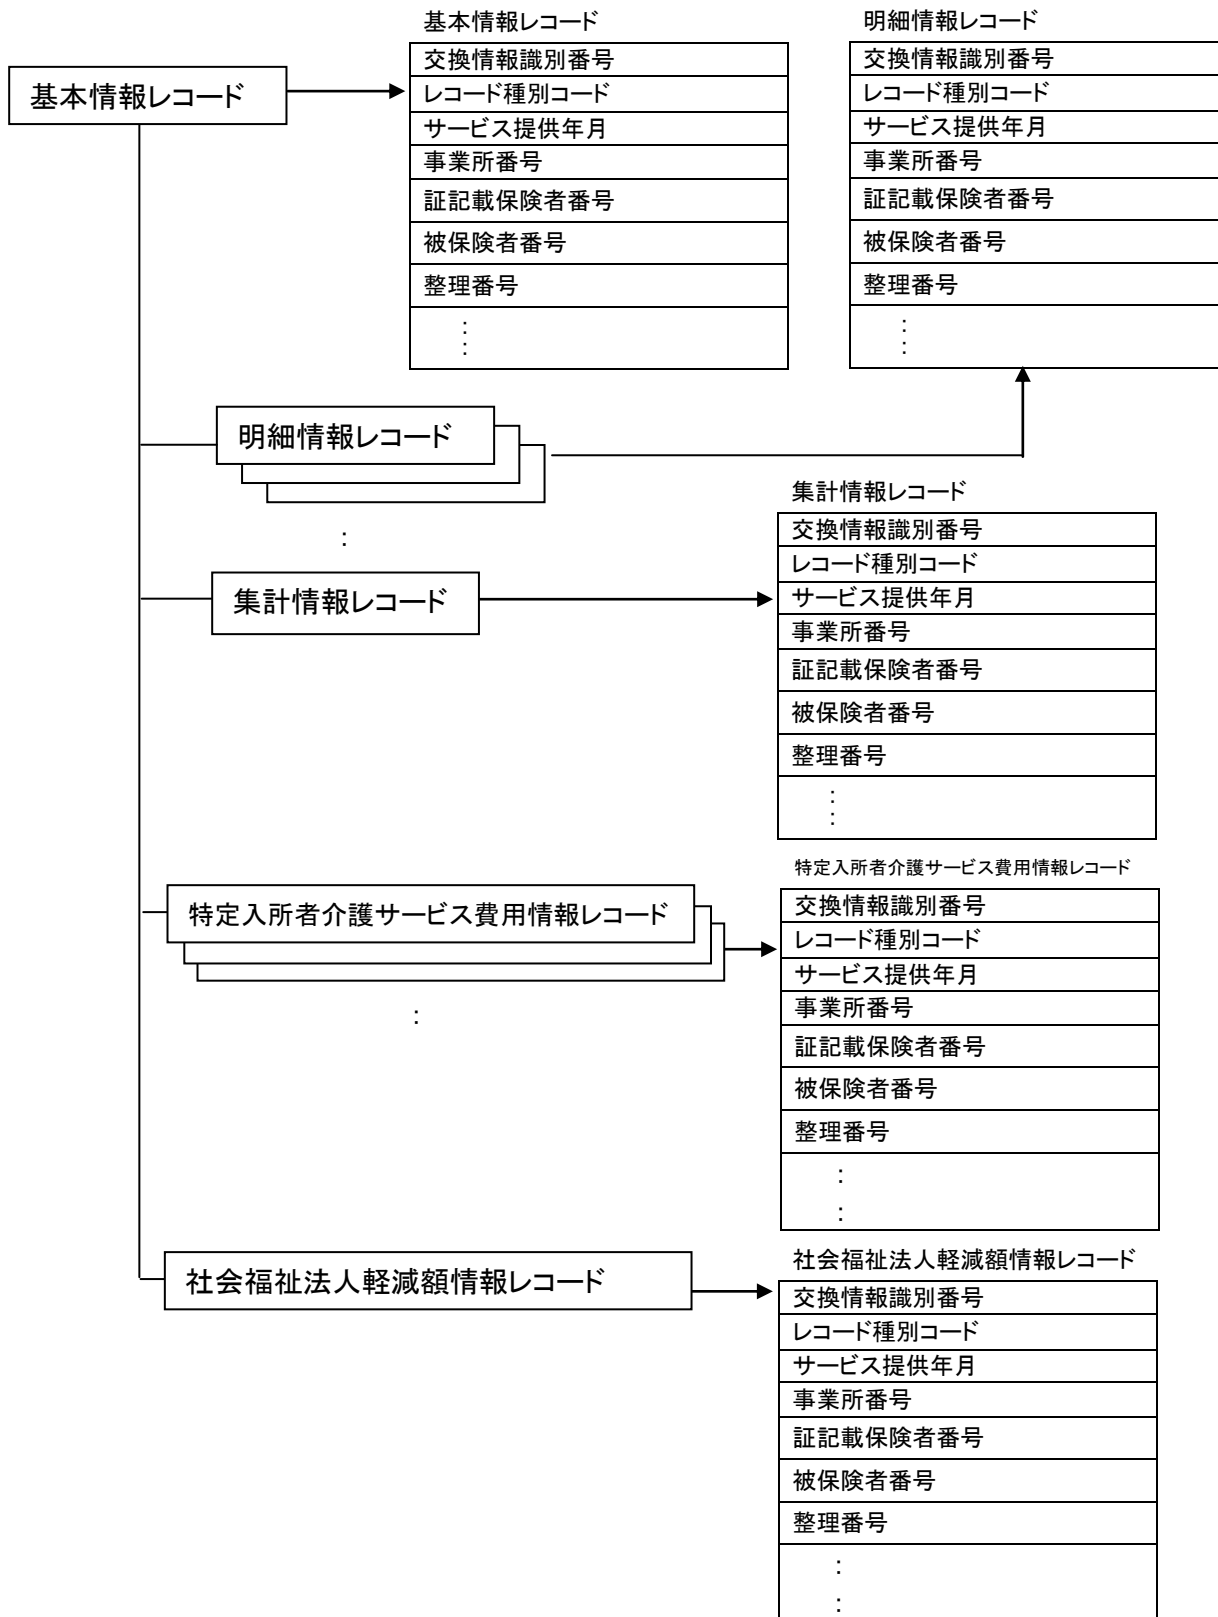 基本情報レコード
基本情報レコード
交換情報識別番号
レコード種別コード
サービス提供年月
事業所番号
証記載保険者番号
被保険者番号
整理番号
:
:
明細情報レコード
交換情報識別番号
レコード種別コード
サービス提供年月
事業所番号
証記載保険者番号
被保険者番号
整理番号
:
:
明細情報レコード
:
集計情報レコード
集計情報レコード
交換情報識別番号
レコード種別コード
サービス提供年月
事業所番号
証記載保険者番号
被保険者番号
整理番号
:
:
特定入所者介護サービス費用情報レコード
:
特定入所者介護サービス費用情報レコード
交換情報識別番号
レコード種別コード
サービス提供年月
事業所番号
証記載保険者番号
被保険者番号
整理番号
:
:
社会福祉法人軽減額情報レコード
社会福祉法人軽減額情報レコード
交換情報識別番号
レコード種別コード
サービス提供年月
事業所番号
証記載保険者番号
被保険者番号
整理番号
:
: